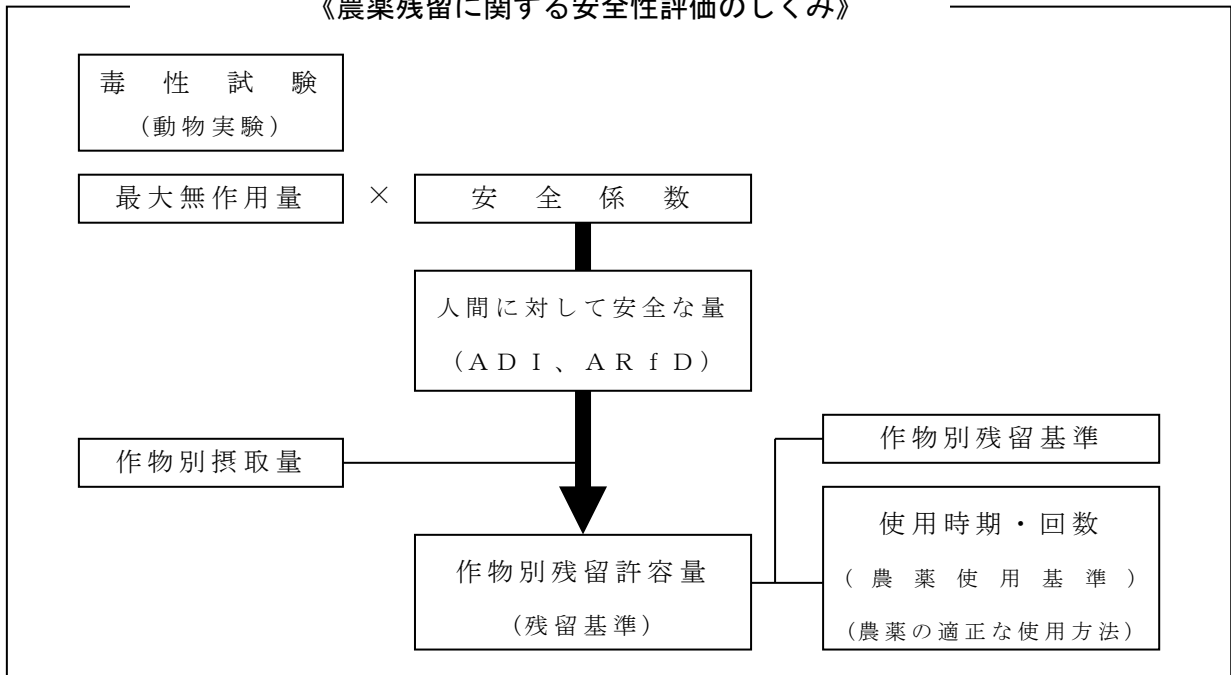 《農薬残留に関する安全性評価のしくみ》
毒性試験
（動物実験）
最大無作用量
×
安全係数
人間に対して安全な量
（ＡＤＩ、ＡＲｆＤ）
作物別摂取量
作物別残留基準
作物別残留許容量
（残留基準）
使用時期・回数
（農薬使用基準）
（農薬の適正な使用方法）